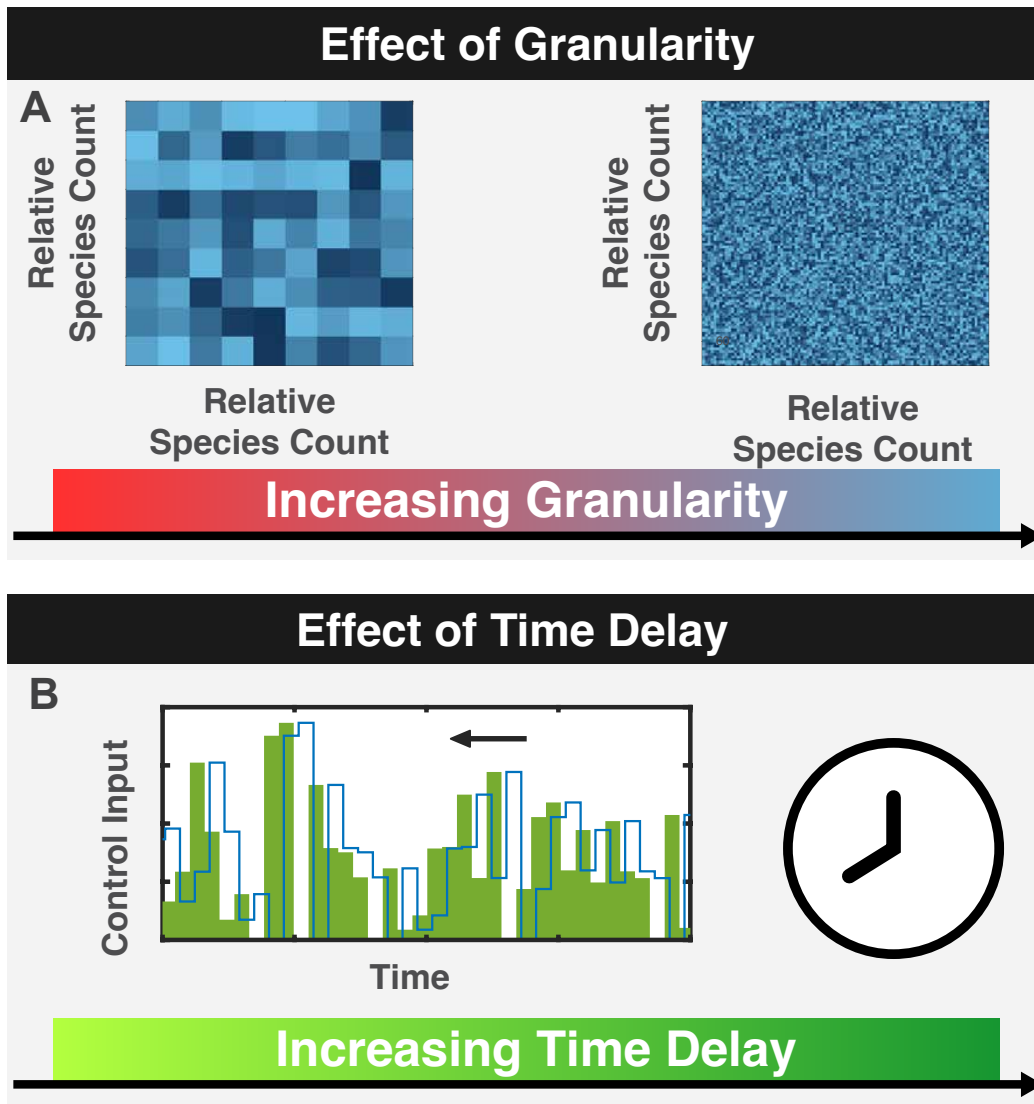 Effect of Granularity
A
Relative
Species Count
Relative
Species Count
Relative
Species Count
Relative
Species Count
Increasing Granularity
Effect of Time Delay
B
Control Input
Time
Increasing Time Delay